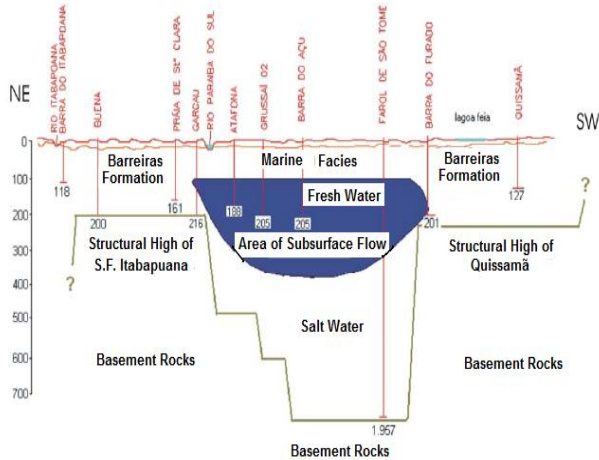 NE
RIO ITABAPOANA
BARRA DO ITABAPOANA
BUENA
PRAIA DE Stª CLARA
GARGAU
RIO PARAIBA DO SUL
ATAFONA
GRUSSAÍ 02
BARRA DO AÇU
FAROL DE SÃO TOMÉ
BARRA DO FURADO
lagoa feia
QUISSAMÃ
SW
0
100
200
300
400
500
600
700
Barreiras
Formation
Marine Facies
Barreiras
Formation
Fresh Water
118
161
188
127
?
200
216
205
205
201
Structural High of
S.F. Itabapuana
Area of Subsurface Flow
Structural High of
Quissamã
?
Salt Water
Basement Rocks
Basement Rocks
1.957
Basement Rocks